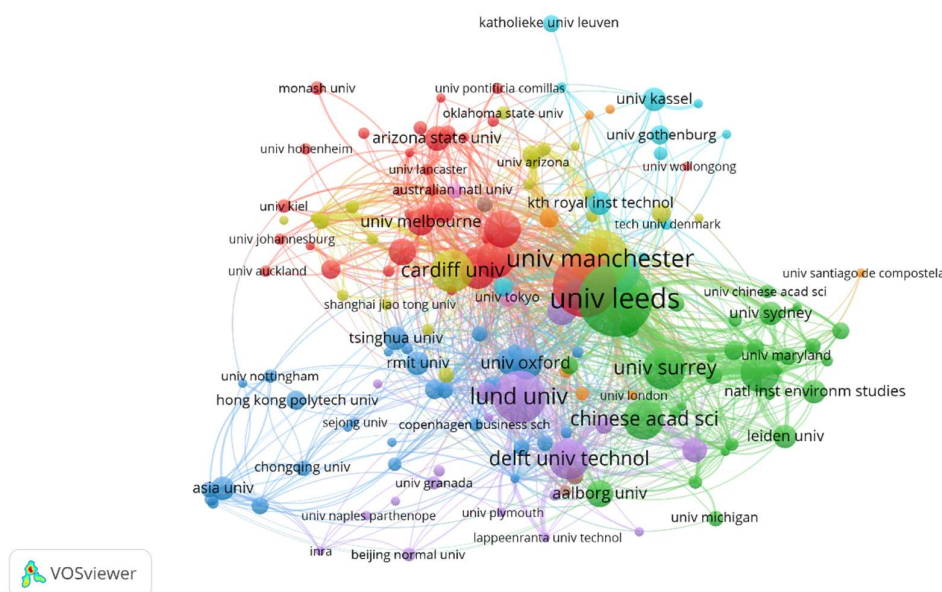 katholieke univ leuven
monash univ
univ pontificia comillas
univ kassel
oklahoma state univ
arizona state univ
univ gothenburg
univ hohenheim
univ lancaster
univ arizona
univ wollongong
australian natl univ
kth royal inst technol
univ kiel
univ melbourne
tech univ denmark
univ johannesburg
univ manchester
univ auckland
cardiff univ
univ santiago de compostela
univ tokyo
univ leeds
univ chinese acad sci
shanghai jiao tong univ
univ sydney
tsinghua univ
rmit univ
univ oxford
univ surrey
univ maryland
univ nottingham
natl inst environm studies
hong kong polytech univ
lund univ
univ london
sejong univ
copenhagen business sch
chinese acad sci
leiden univ
chongqing univ
delft univ technol
asia univ
univ granada
aalborg univ
univ naples parthenope
univ plymouth
univ michigan
lappeenranta univ technol
inra
beijing normal univ
VOSviewer